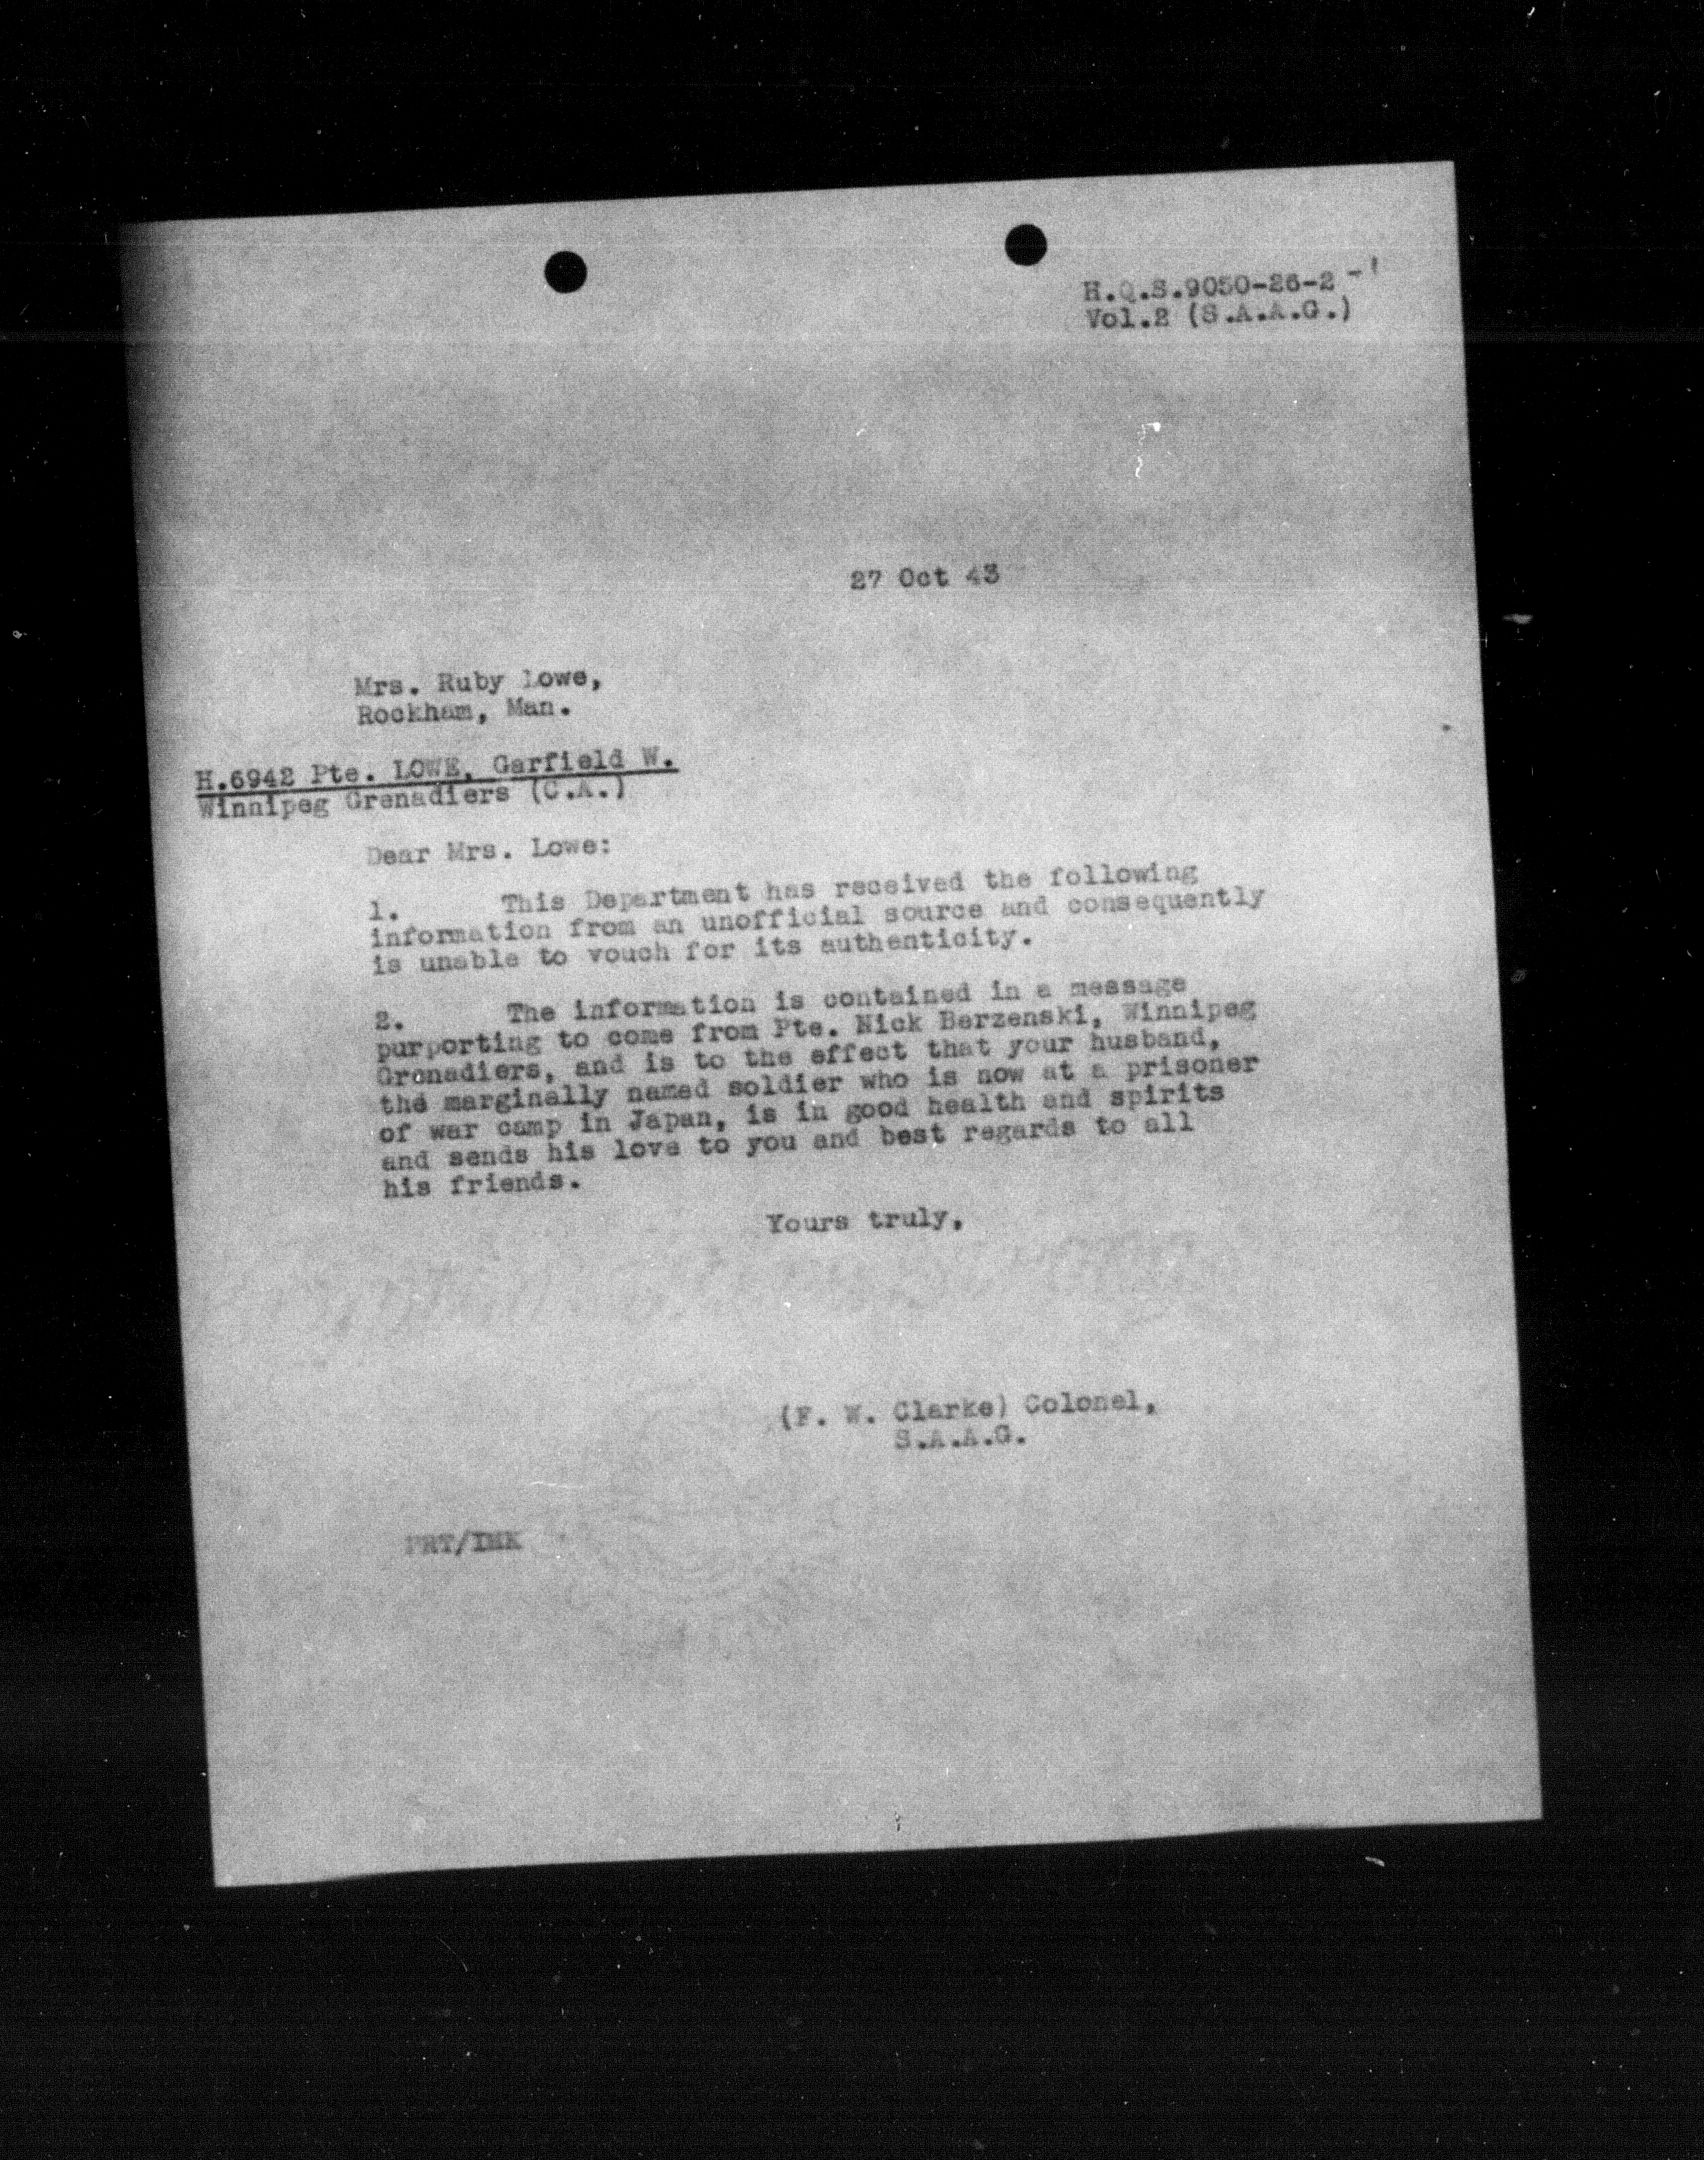 H.Q.S.9050-26-2 -1
Vol.2 (S.A.A.G.)
27 Oct 43
Mrs. Ruby Lowe,
Rockham, Man.
H.6942 Pte. LOWE, Garfield W.
Winnipeg Grenadiers (C.A.)
Dear Mrs. Lowe:
1. This Department has received the following
information from an unofficial source and consequently
is unable to vouch for its authenticity.
2. The information is contained in a message
purporting to come from Pte. Nick Berzenski, Winnipeg
Grenadiers, and is to the effect that your husband,
the marginally named soldier who is now at a prisoner
of war camp in Japan, is in good health and spirits
and sends his love to you and best regards to all
his friends.
Yours truly,
(F. W. Clarke) Colonel,
S.A.A.G.